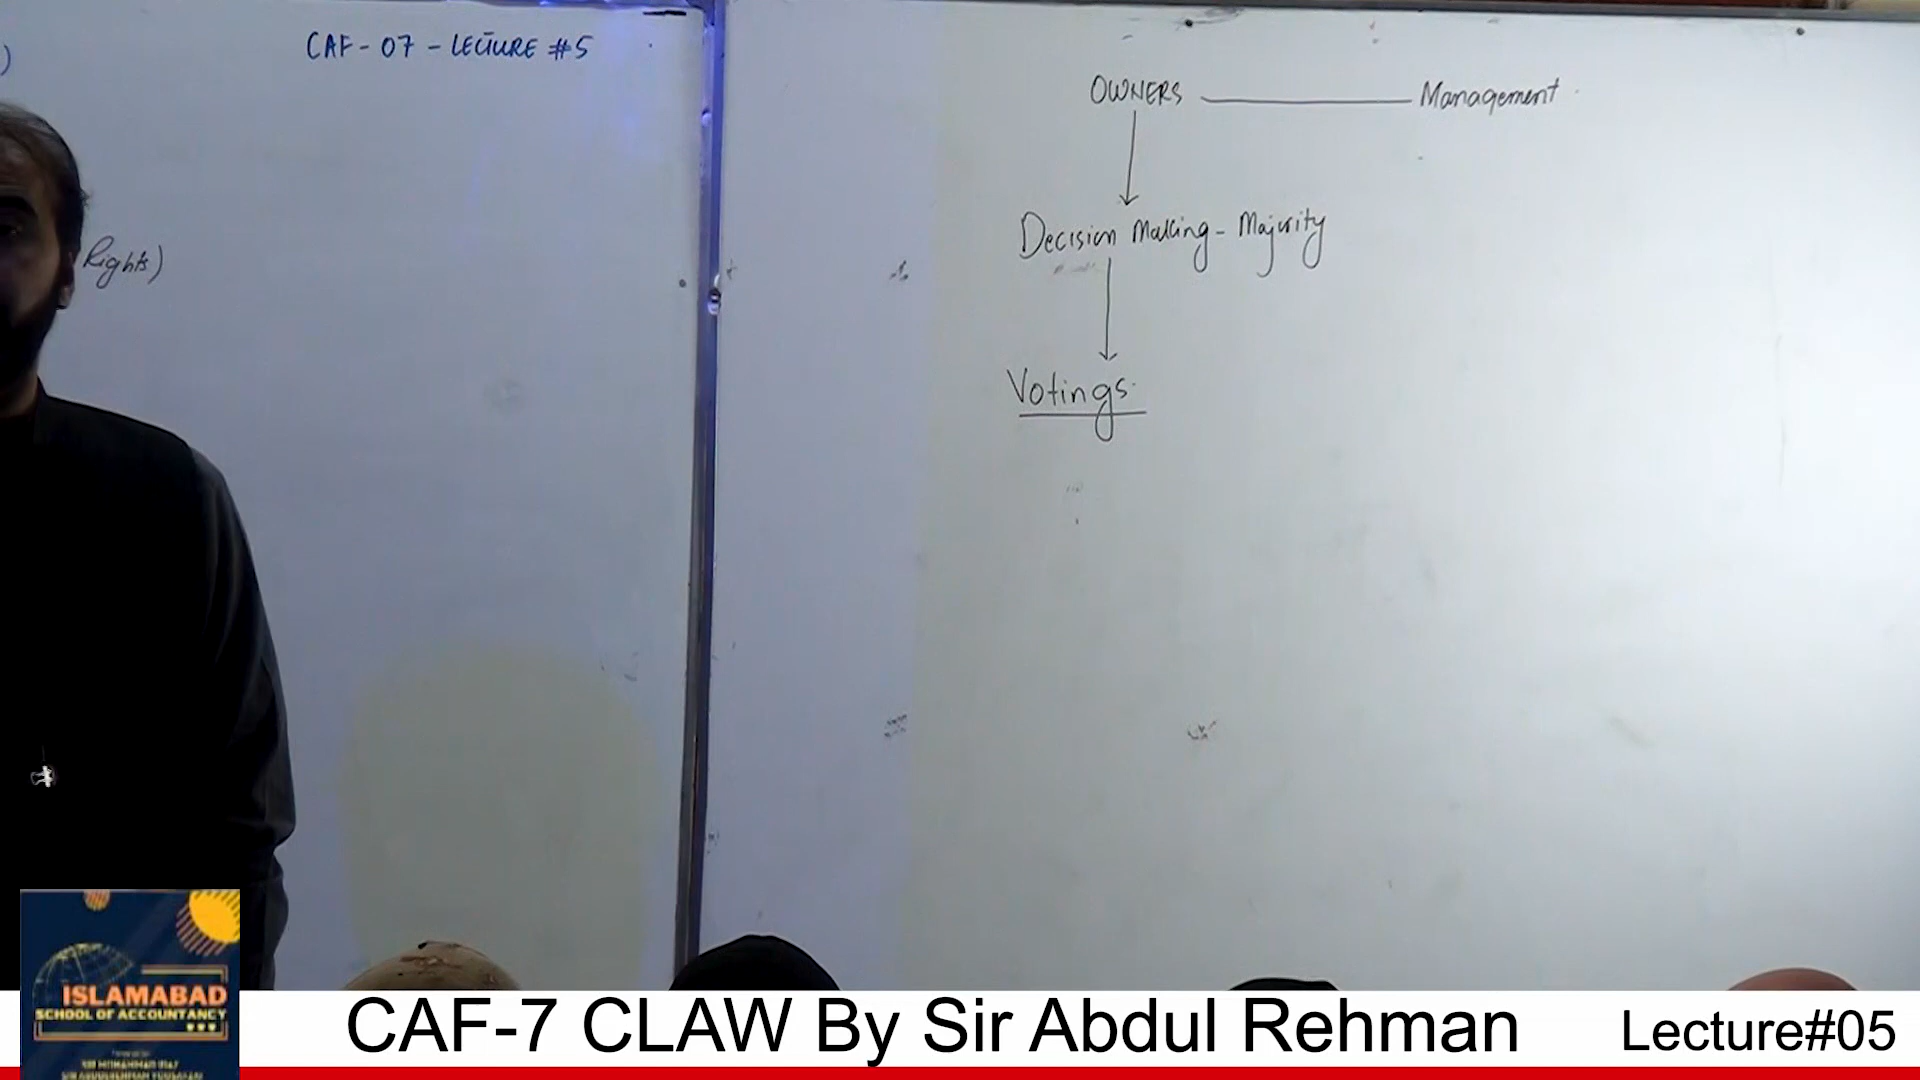 )
CAF - 07 - LECTURE #5
Rights)
OWNERS — Management
Decision Making - Majority
Votings
ISLAMABAD
SCHOOL OF ACCOUNTANCY
CAF-7 CLAW By Sir Abdul Rehman
Lecture#05